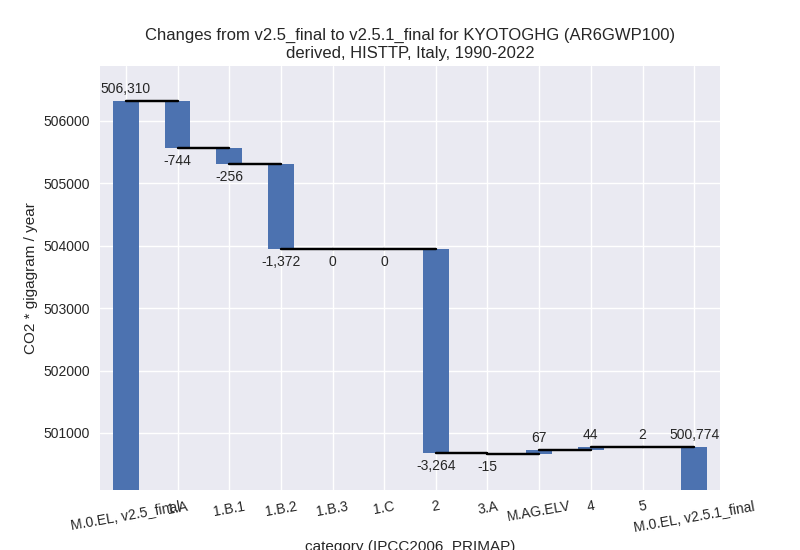 Changes from v2.5_final to v2.5.1_final for KYOTOGHG (AR6GWP100)
derived, HISTTP, Italy, 1990-2022
CO2 * gigagram / year
506000
505000
504000
503000
502000
501000
506,310
-744
-256
-1,372
0
0
-3,264
-15
67
44
2
500,774
M.0.EL, v2.5_final
1.A
1.B.1
1.B.2
1.B.3
1.C
2
3.A
M.AG.ELV
4
5
M.0.EL, v2.5.1_final
category (IPCC2006_PRIMAP)